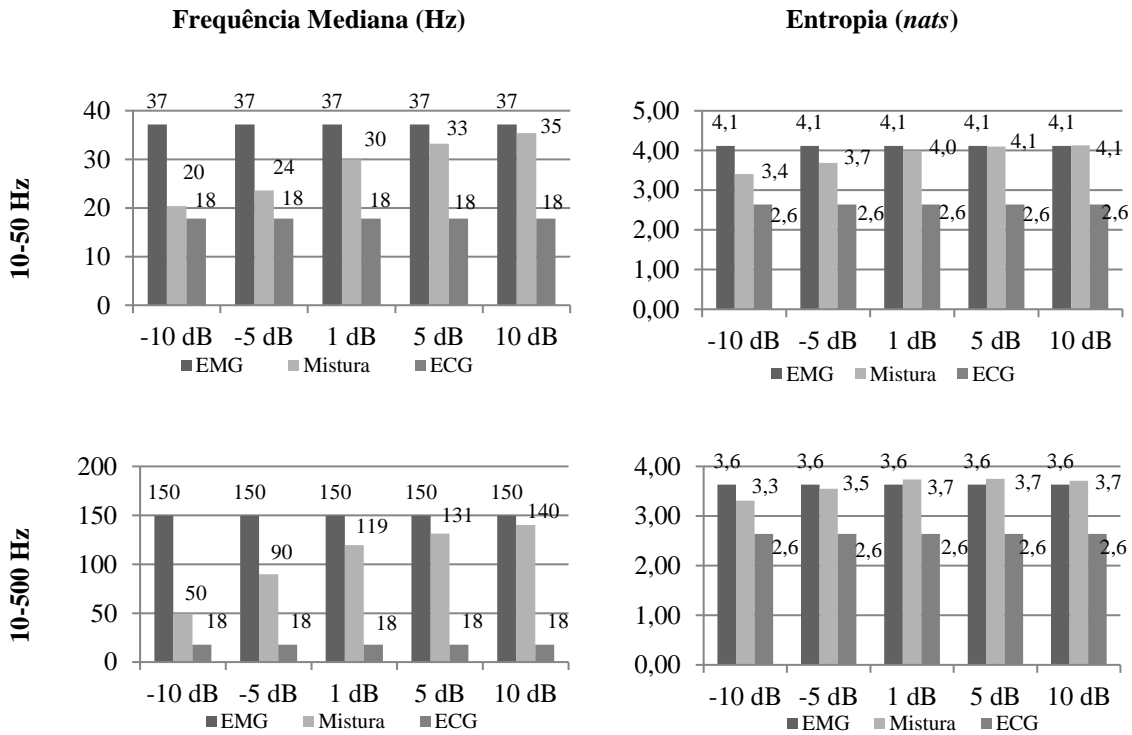 Frequência Mediana (Hz)
Entropia (nats)
10-50 Hz
37 37 37 37 37
40
30
20
10
0
20 24 30 33 35
18 18 18 18 18
-10 dB -5 dB 1 dB 5 dB 10 dB
EMG Mistura ECG
5,00
4,00
3,00
2,00
1,00
0,00
4,1 4,1 4,1 4,1 4,1
3,4 3,7 4,0 4,1 4,1
2,6 2,6 2,6 2,6 2,6
-10 dB -5 dB 1 dB 5 dB 10 dB
EMG Mistura ECG
10-500 Hz
200
150
100
50
0
150 150 150 150 150
50 90 119 131 140
18 18 18 18 18
-10 dB -5 dB 1 dB 5 dB 10 dB
EMG Mistura ECG
4,00
3,00
2,00
1,00
0,00
3,6 3,6 3,6 3,6 3,6
3,3 3,5 3,7 3,7 3,7
2,6 2,6 2,6 2,6 2,6
-10 dB -5 dB 1 dB 5 dB 10 dB
EMG Mistura ECG